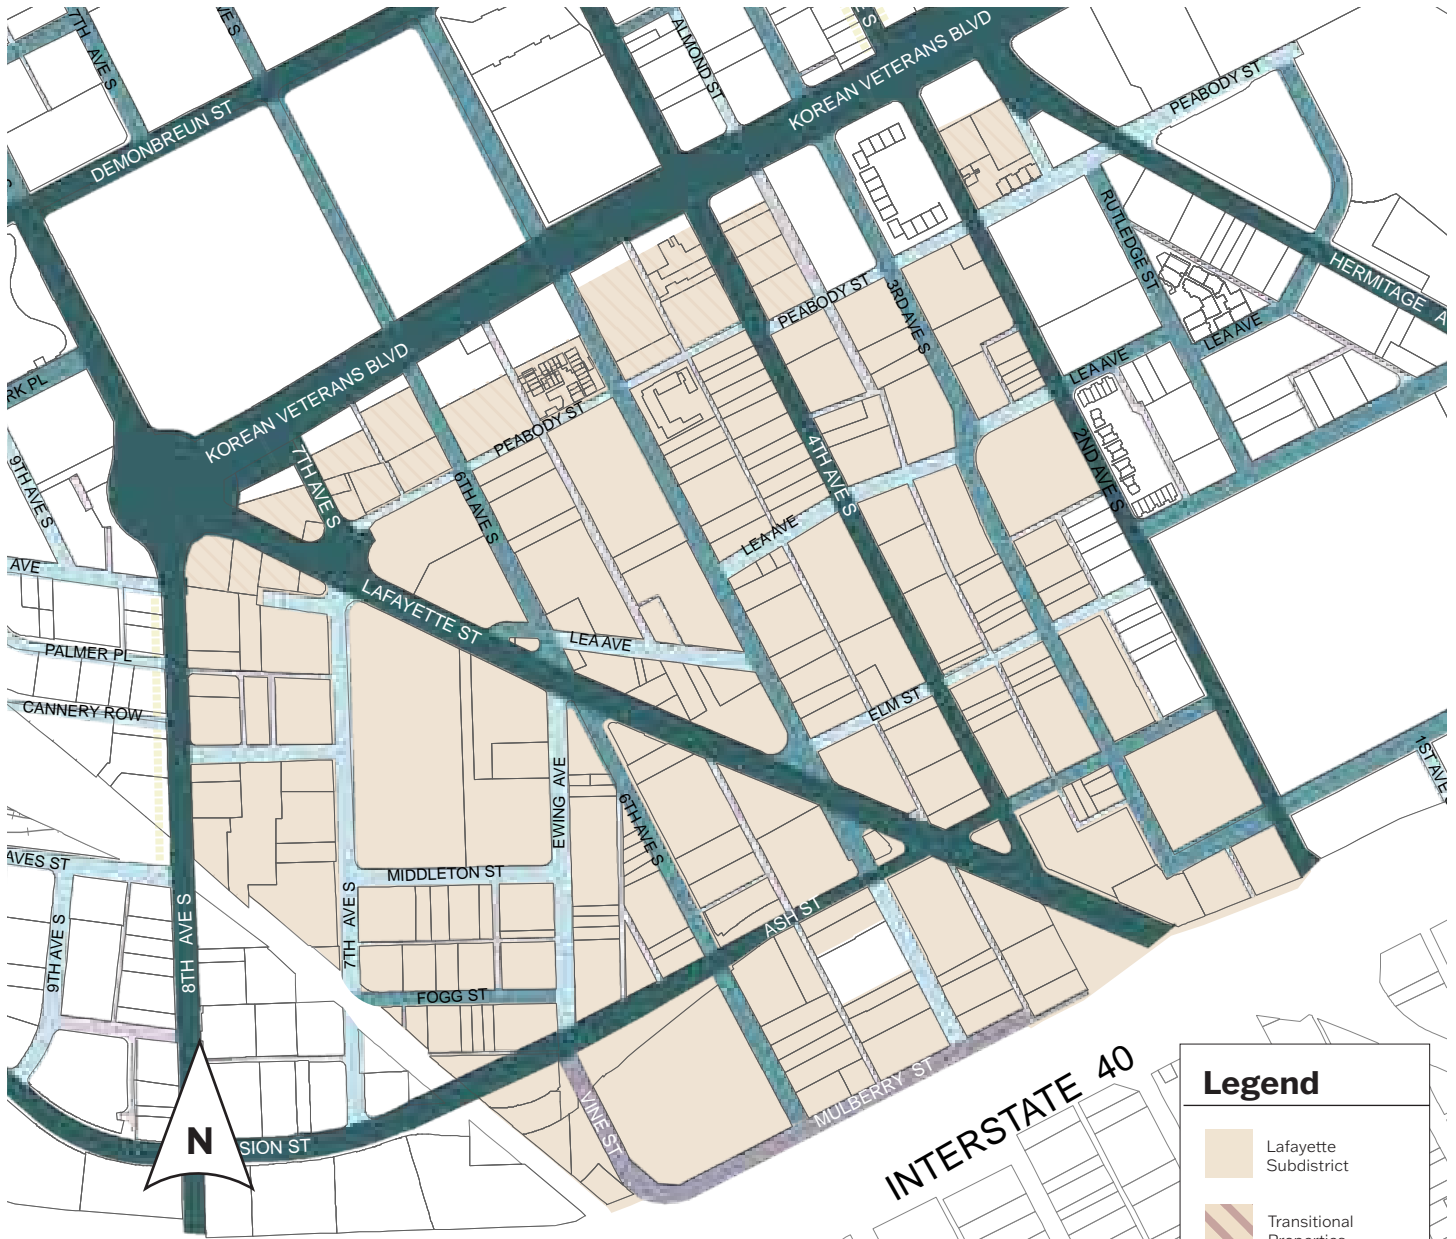 7TH AVE S
VE S
ALMOND ST
E S
KOREAN VETERANS BLVD
PEABODY ST
DEMONBREUN ST
RUTLEDGE ST
HERMITAGE A
PEABODY ST
3RD AVE S
LEA AVE
LEA AVE
RK PL
KOREAN VETERANS BLVD
PEABODY ST
9TH AVE S
7TH AVE S
6TH AVE S
4TH AVE S
2ND AVE S
LEA AVE
AVE
LAFAYETTE ST
LEA AVE
PALMER PL
CANNERY ROW
ELM ST
1ST AVE S
EWING AVE
6TH AVE S
AVES ST
MIDDLETON ST
9TH AVE S
8TH AVE S
7TH AVE S
ASH ST
FOGG ST
VINE ST
MULBERRY ST
INTERSTATE 40
N
SION ST
Legend
Lafayette
Subdistrict
Transitional
Properties